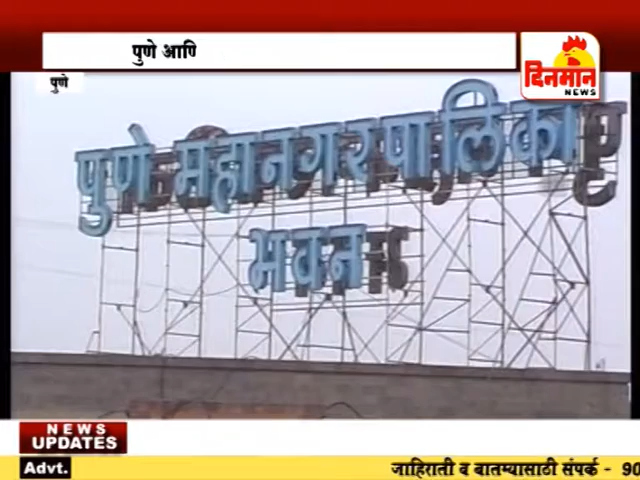 पुणे आणि
दिनमान
NEWS
पुणे
पुणे महानगरपालिका
भवन
NEWS
UPDATES
Advt.
जाहिराती व बातम्यासाठी संपर्क - 90